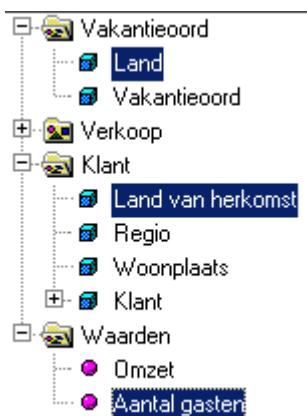 Vakantieoord
Land
Vakantieoord
Verkoop
Klant
Land van herkomst
Regio
Woonplaats
Klant
Waarden
Omzet
Aantal gasten